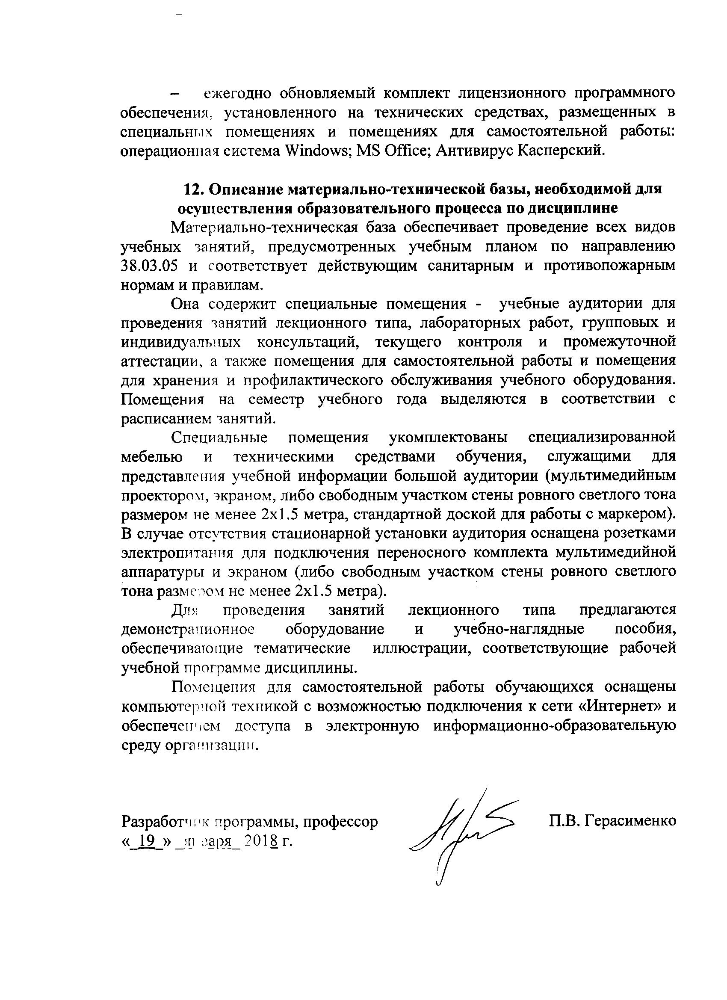 – ежегодно обновляемый комплект лицензионного программного
обеспечения, установленного на технических средствах, размещенных в
специальных помещениях и помещениях для самостоятельной работы:
операционная система Windows; MS Office; Антивирус Касперский.
12. Описание материально-технической базы, необходимой для
осуществления образовательного процесса по дисциплине
Материально-техническая база обеспечивает проведение всех видов
учебных занятий, предусмотренных учебным планом по направлению
38.03.05 и соответствует действующим санитарным и противопожарным
нормам и правилам.
Она содержит специальные помещения - учебные аудитории для
проведения занятий лекционного типа, лабораторных работ, групповых и
индивидуальных консультаций, текущего контроля и промежуточной
аттестации, а также помещения для самостоятельной работы и помещения
для хранения и профилактического обслуживания учебного оборудования.
Помещения на семестр учебного года выделяются в соответствии с
расписанием занятий.
Специальные помещения укомплектованы специализированной
мебелью и техническими средствами обучения, служащими для
представления учебной информации большой аудитории (мультимедийным
проектором, экраном, либо свободным участком стены ровного светлого тона
размером не менее 2х1.5 метра, стандартной доской для работы с маркером).
В случае отсутствия стационарной установки аудитория оснащена розетками
электропитания для подключения переносного комплекта мультимедийной
аппаратуры и экраном (либо свободным участком стены ровного светлого
тона размером не менее 2х1.5 метра).
Для проведения занятий лекционного типа предлагаются
демонстрационное оборудование и учебно-наглядные пособия,
обеспечивающие тематические иллюстрации, соответствующие рабочей
учебной программе дисциплины.
Помещения для самостоятельной работы обучающихся оснащены
компьютерной техникой с возможностью подключения к сети «Интернет» и
обеспечением доступа в электронную информационно-образовательную
среду организации.
Разработчик программы, профессор П.В. Герасименко
«_19_» _января_ 2018 г.